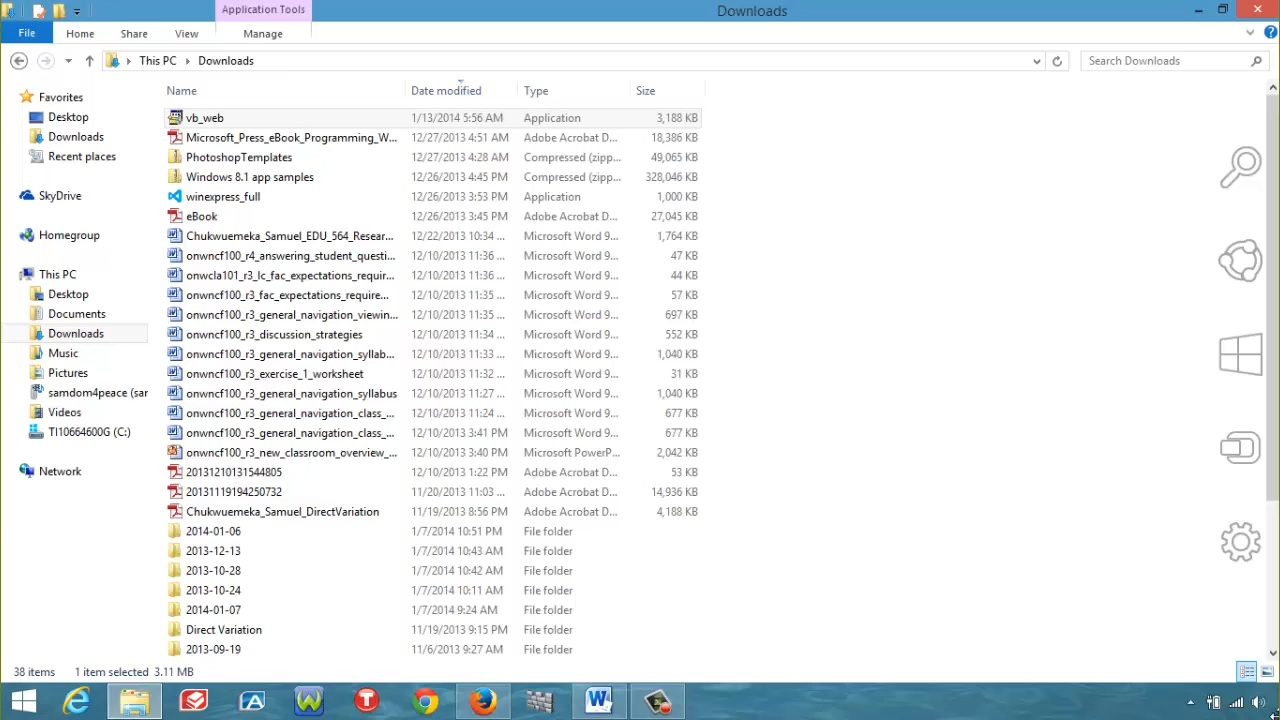 Application Tools
Downloads
File Home Share View Manage
This PC Downloads
Search Downloads
Name Date modified Type Size
Favorites
Desktop
Downloads
Recent places
SkyDrive
Homegroup
This PC
Desktop
Documents
Downloads
Music
Pictures
samdom4peace (sar
Videos
TI10664600G (C:)
Network
vb_web 1/13/2014 5:56 AM Application 3,188 KB
Microsoft_Press_eBook_Programming_W... 12/27/2013 4:51 AM Adobe Acrobat D... 18,386 KB
PhotoshopTemplates 12/27/2013 4:28 AM Compressed (zipp... 49,065 KB
Windows 8.1 app samples 12/26/2013 4:45 PM Compressed (zipp... 328,046 KB
winexpress_full 12/26/2013 3:53 PM Application 1,000 KB
eBook 12/26/2013 3:45 PM Adobe Acrobat D... 27,045 KB
Chukwuemeka_Samuel_EDU_564_Resear... 12/22/2013 10:34 ... Microsoft Word 9... 1,764 KB
onwncf100_r4_answering_student_questi... 12/10/2013 11:36 ... Microsoft Word 9... 47 KB
onwcla101_r3_lc_fac_expectations_requir... 12/10/2013 11:36 ... Microsoft Word 9... 44 KB
onwncf100_r3_fac_expectations_require... 12/10/2013 11:35 ... Microsoft Word 9... 57 KB
onwncf100_r3_general_navigation_viewin... 12/10/2013 11:35 ... Microsoft Word 9... 697 KB
onwncf100_r3_discussion_strategies 12/10/2013 11:34 ... Microsoft Word 9... 552 KB
onwncf100_r3_general_navigation_syllab... 12/10/2013 11:33 ... Microsoft Word 9... 1,040 KB
onwncf100_r3_exercise_1_worksheet 12/10/2013 11:32 ... Microsoft Word 9... 31 KB
onwncf100_r3_general_navigation_syllabus 12/10/2013 11:27 ... Microsoft Word 9... 1,040 KB
onwncf100_r3_general_navigation_class_... 12/10/2013 11:24 ... Microsoft Word 9... 677 KB
onwncf100_r3_general_navigation_class_... 12/10/2013 3:41 PM Microsoft Word 9... 677 KB
onwncf100_r3_new_classroom_overview_... 12/10/2013 3:40 PM Microsoft PowerP... 2,042 KB
20131210131544805 12/10/2013 1:22 PM Adobe Acrobat D... 53 KB
20131119194250732 11/20/2013 11:03 ... Adobe Acrobat D... 14,936 KB
Chukwuemeka_Samuel_DirectVariation 11/19/2013 8:56 PM Adobe Acrobat D... 4,188 KB
2014-01-06 1/7/2014 10:51 PM File folder
2013-12-13 1/7/2014 10:43 AM File folder
2013-10-28 1/7/2014 10:42 AM File folder
2013-10-24 1/7/2014 10:11 AM File folder
2014-01-07 1/7/2014 9:24 AM File folder
Direct Variation 11/19/2013 9:15 PM File folder
2013-09-19 11/6/2013 9:27 AM File folder
38 items 1 item selected 3.11 MB